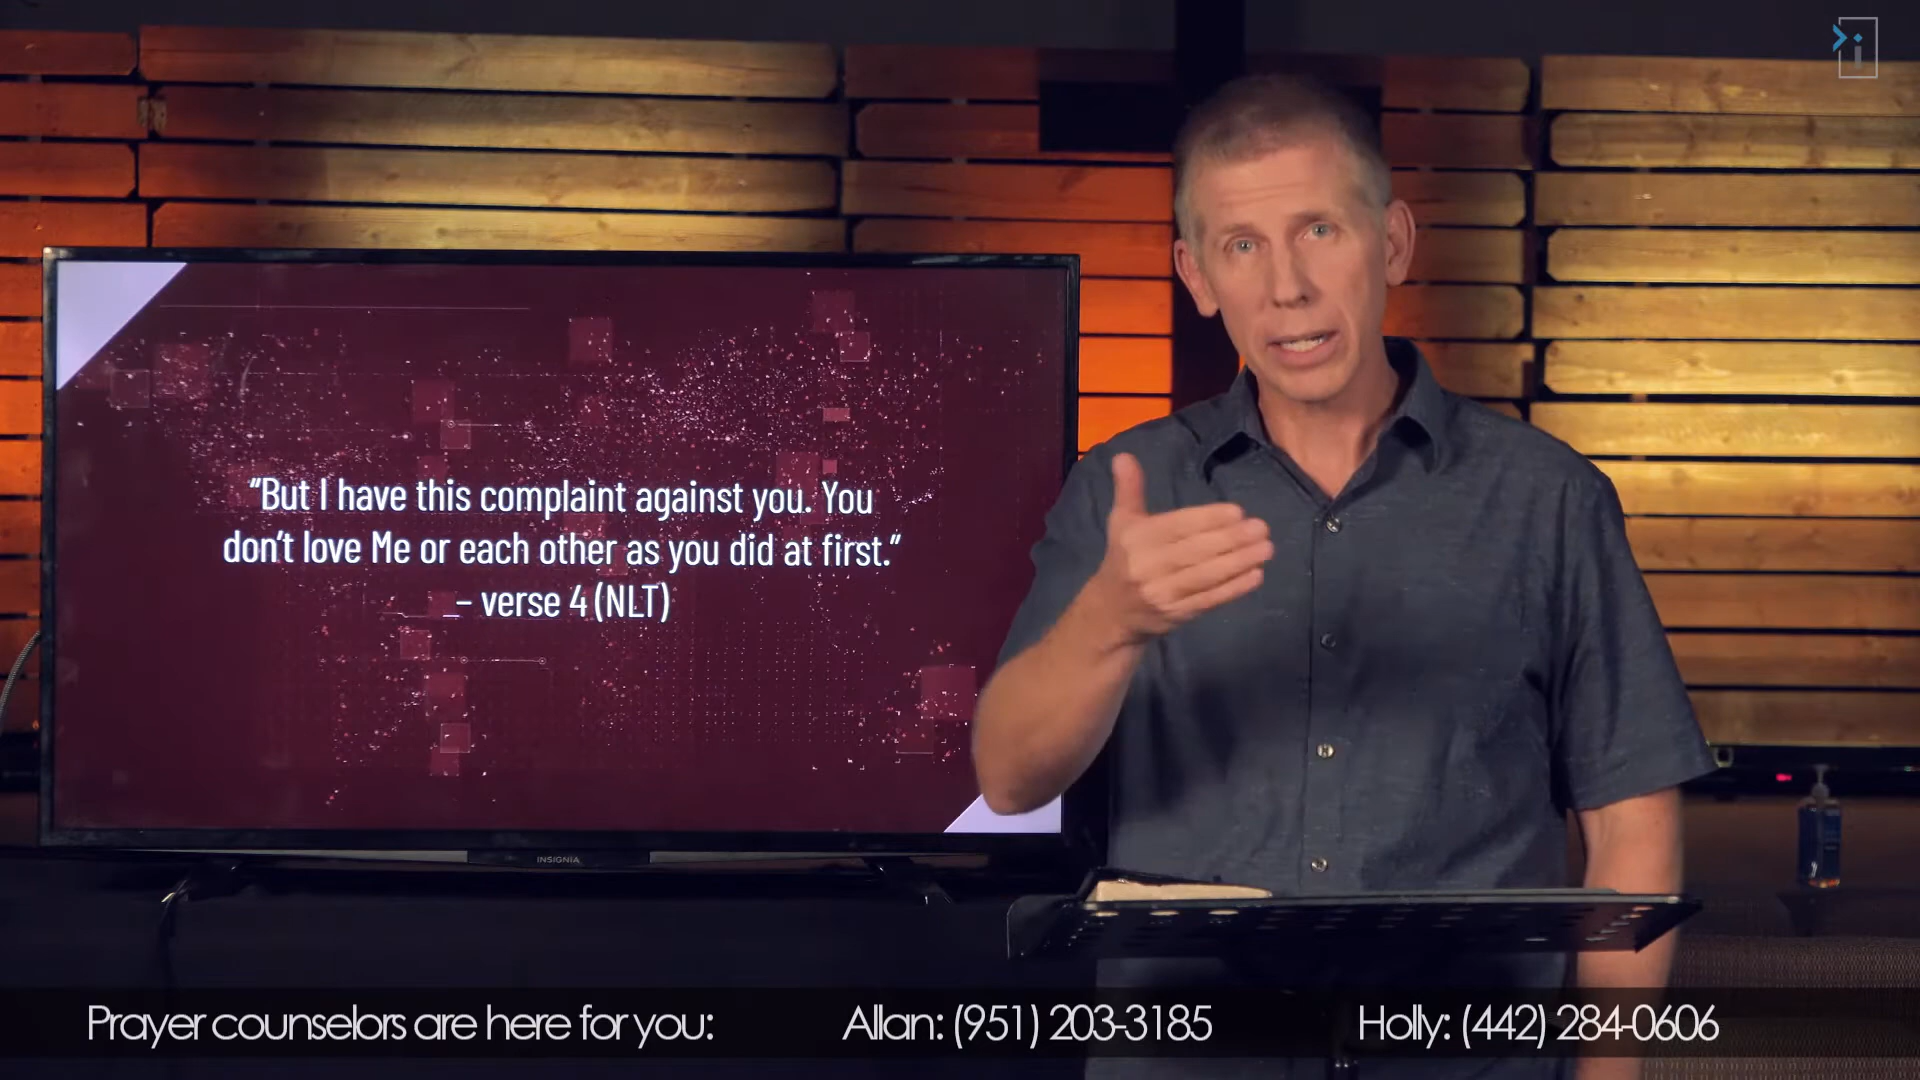 “But I have this complaint against you. You
don’t love Me or each other as you did at first.”
– verse 4 (NLT)
INSIGNIA
Prayer counselors are here for you: Allan: (951) 203-3185 Holly: (442) 284-0606